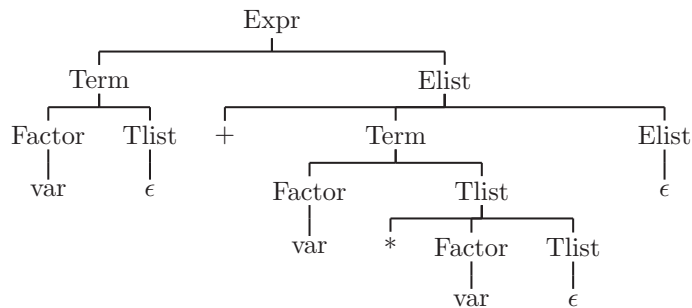 Expr
Term Elist
Factor Tlist + Term Elist
var ϵ Factor Tlist ϵ
var * Factor Tlist
var ϵ